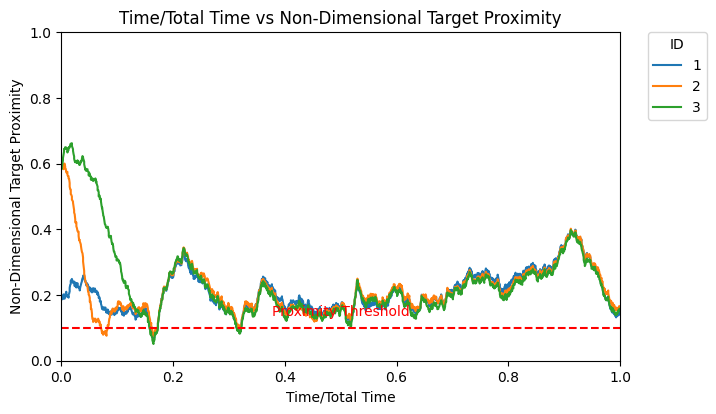 Time/Total Time vs Non-Dimensional Target Proximity
ID
1
2
3
Non-Dimensional Target Proximity
1.0
0.8
0.6
0.4
0.2
0.0
Proximity Threshold
0.0 0.2 0.4 0.6 0.8 1.0
Time/Total Time